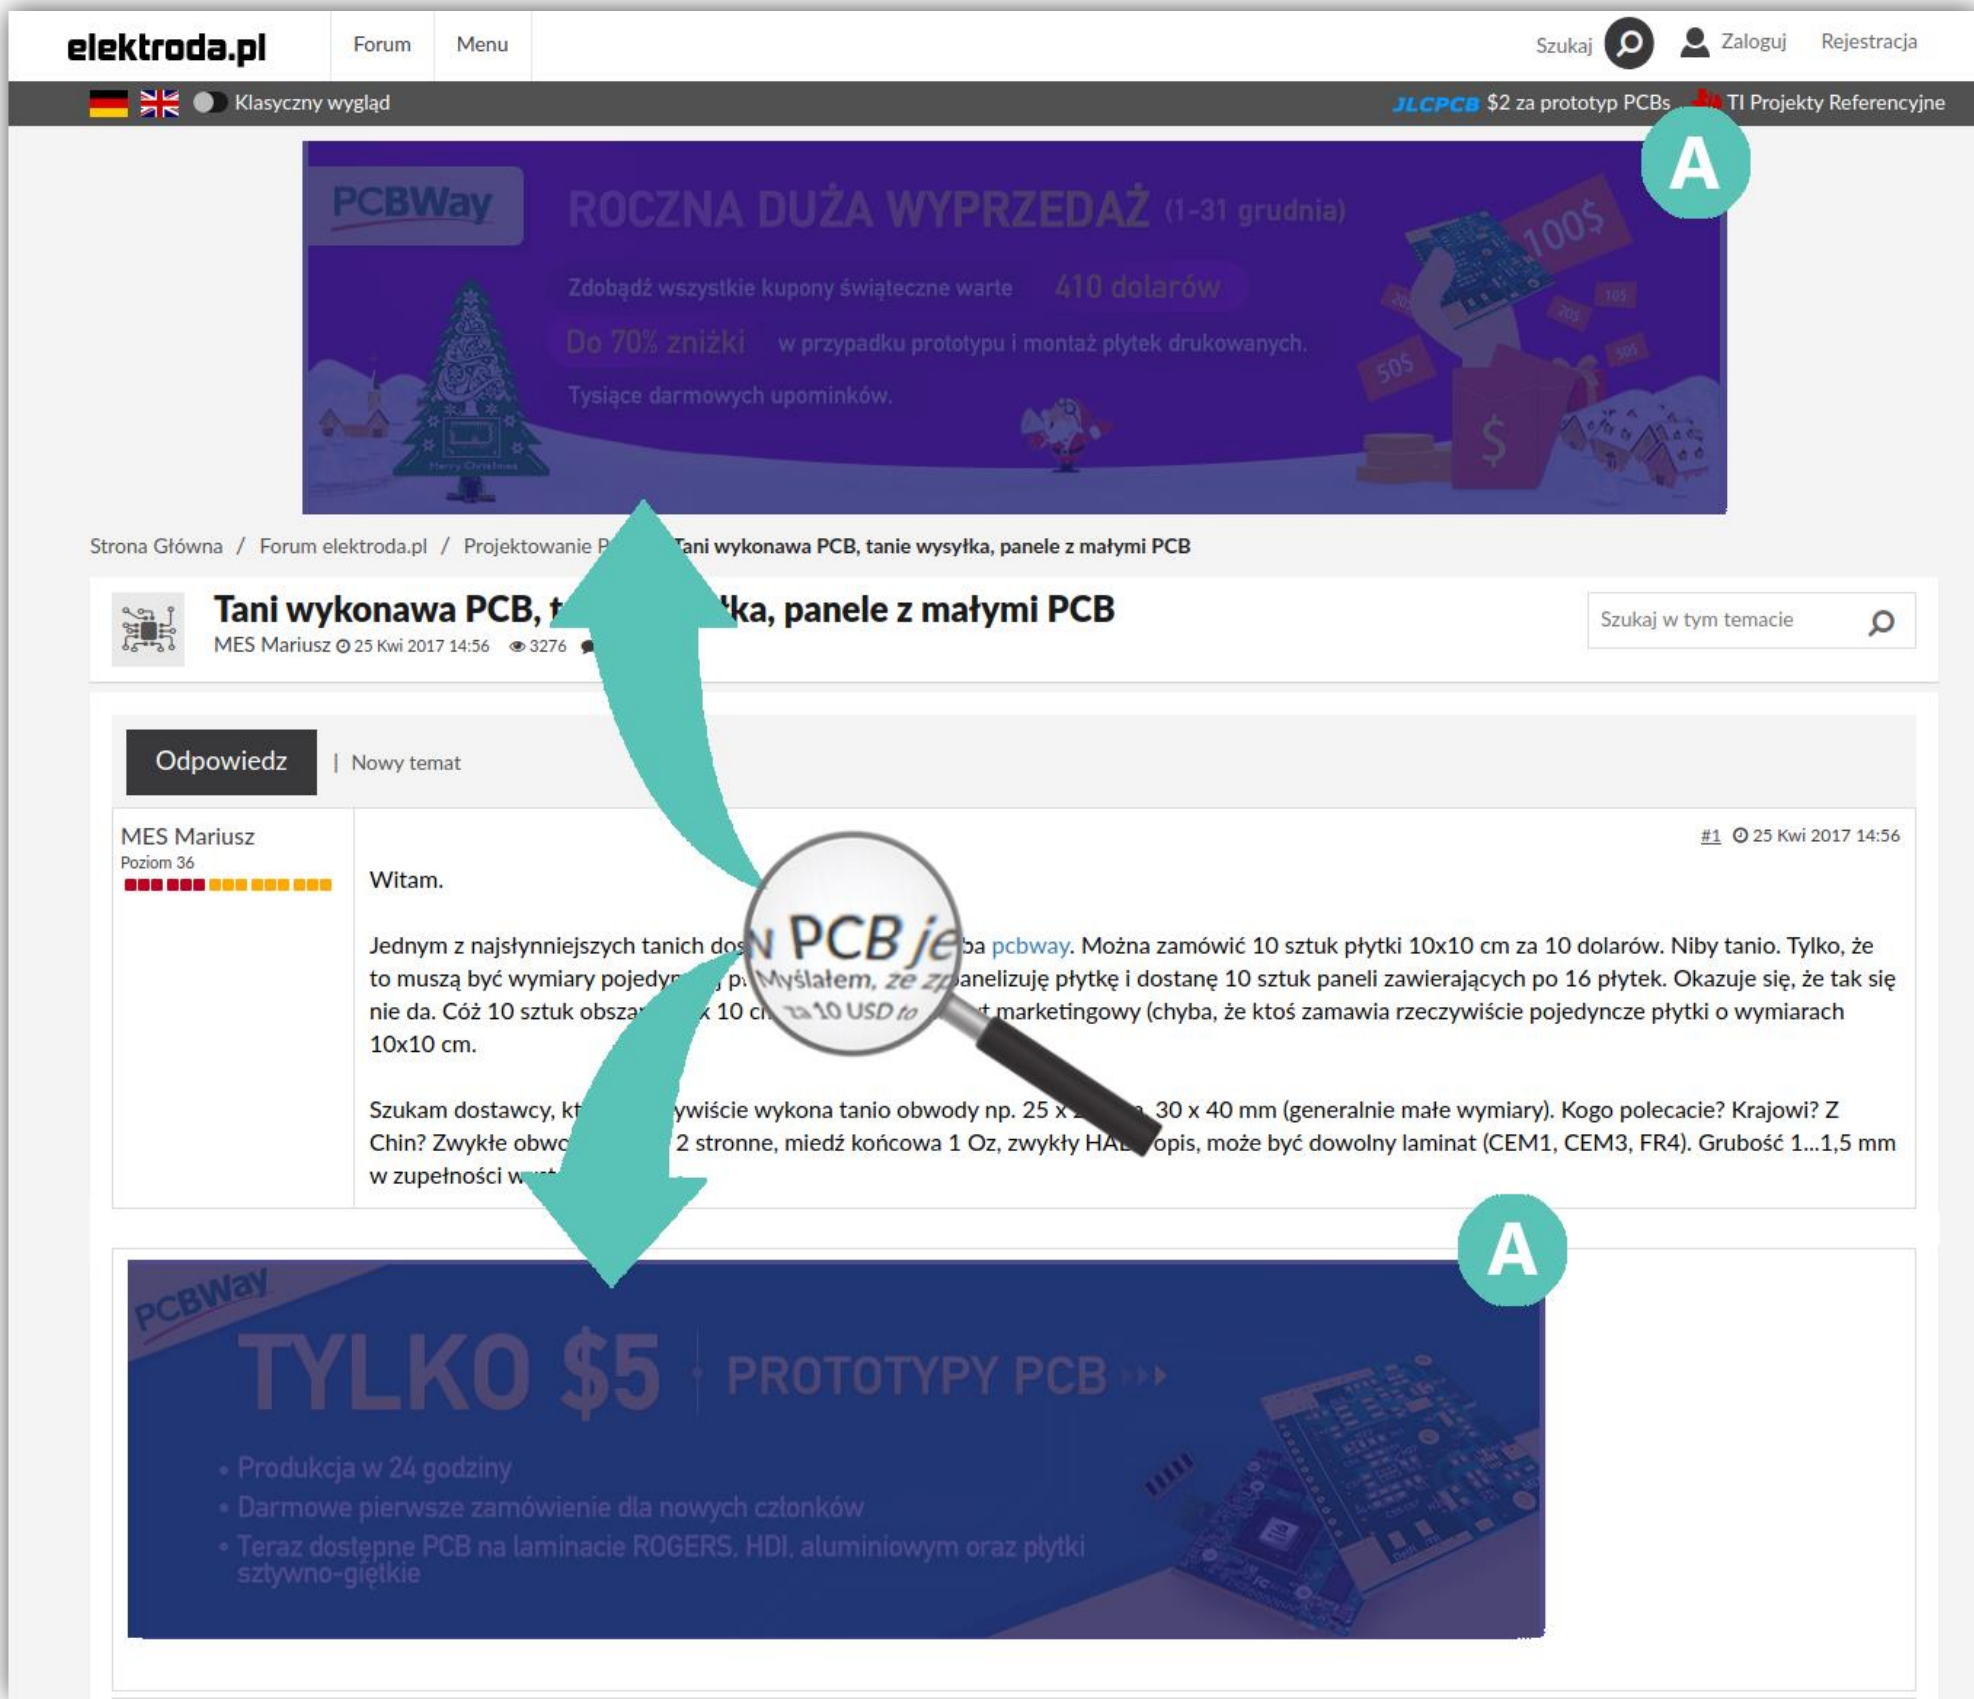 elektroda.pl Forum Menu Szukaj Zaloguj Rejestracja
Klasyczny wygląd JLCPCB $2 za prototyp PCBs TI Projekty Referencyjne
A
PCBWay ROCZNA DUŻA WYPRZEDAŻ (1-31 grudnia)
100$
Zdobądź wszystkie kupony świąteczne warte 410 dolarów
20$ 10$
20$
Do 70% zniżki w przypadku prototypu i montaż płytek drukowanych.
50$ 50$
Tysiące darmowych upominków.
$
Merry Christmas
Strona Główna / Forum elektroda.pl / Projektowanie Tani wykonawa PCB, tanie wysyłka, panele z małymi PCB
Tani wykonawa PCB, panele z małymi PCB
MES Mariusz 25 Kwi 2017 14:56 3276
Szukaj w tym temacie
Odpowiedz | Nowy temat
MES Mariusz
Poziom 36
#1 25 Kwi 2017 14:56
Witam.
Jednym z najsłynniejszych tanich PCB je pcbway. Można zamówić 10 sztuk płytki 10x10 cm za 10 dolarów. Niby tanio. Tylko, że
to muszą być wymiary Myślałem, że zpanelizuję płytkę i dostanę 10 sztuk paneli zawierających po 16 płytek. Okazuje się, że tak się
nie da. Cóż 10 sztuk x 10 za 10 USD to marketingowy (chyba, że ktoś zamawia rzeczywiście pojedyncze płytki o wymiarach
10x10 cm.
Szukam dostawcy, wykona tanio obwody np. 25 x 30 x 40 mm (generalnie małe wymiary). Kogo polecacie? Krajowi? Z
Chin? Zwykłe 2 stronne, miedź końcowa 1 Oz, zwykły opis, może być dowolny laminat (CEM1, CEM3, FR4). Grubość 1...1,5 mm
w zupełności
A
PCBWay
TYLKO $5 PROTOTYPY PCB
• Produkcja w 24 godziny
• Darmowe pierwsze zamówienie dla nowych członków
• Teraz dostępne PCB na laminacie ROGERS, HDI, aluminiowym oraz płytki
sztywno-giętkie